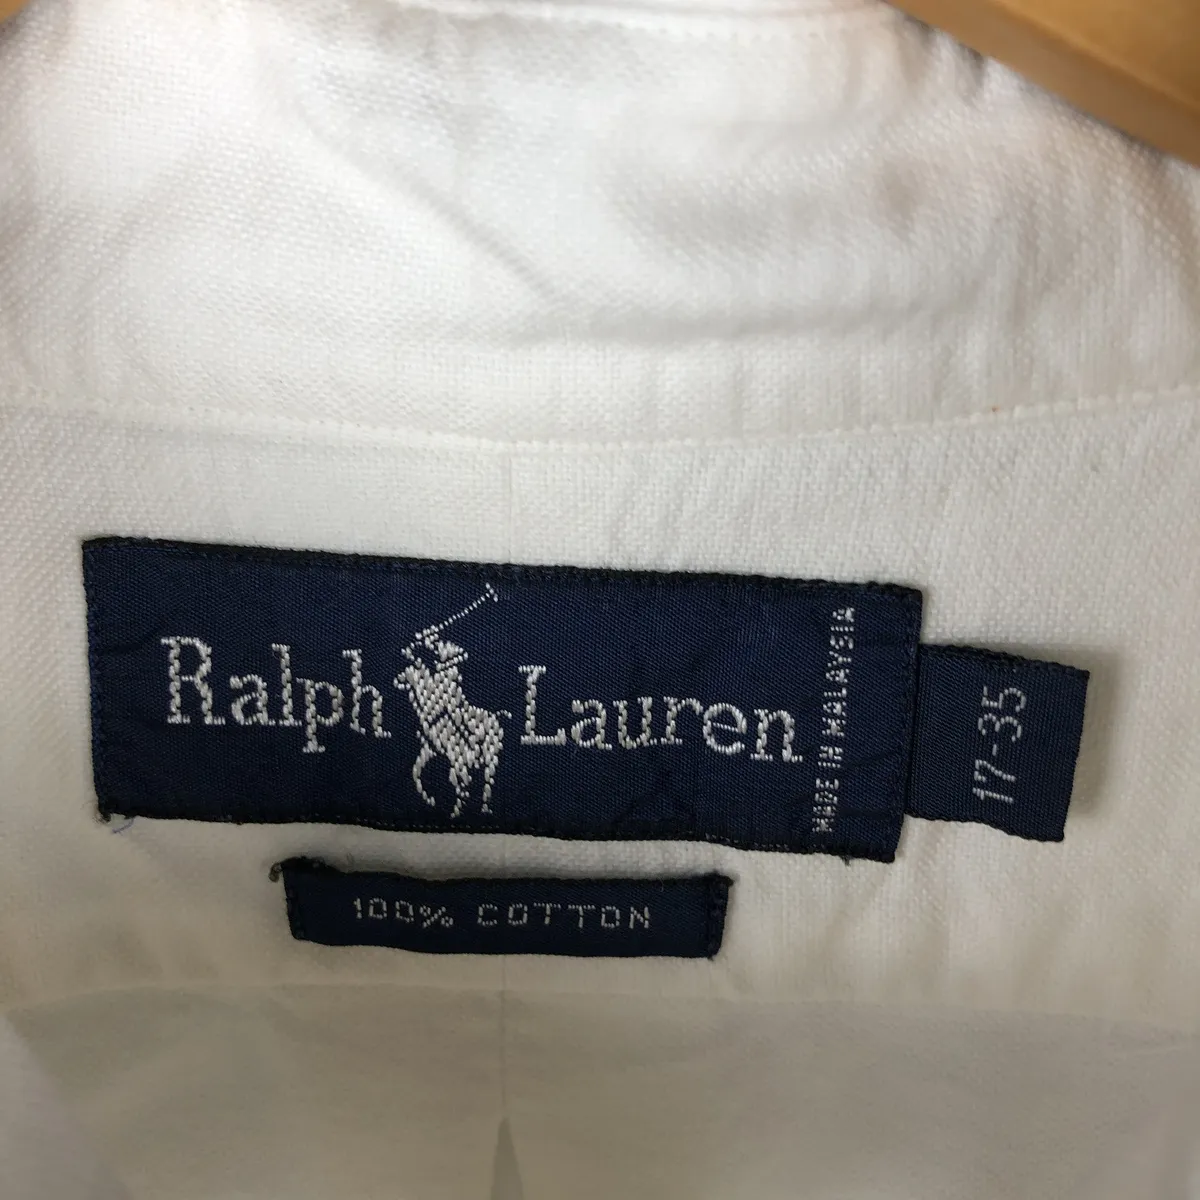 Ralph Lauren
MADE IN MALAYSIA
17-35
100% COTTON